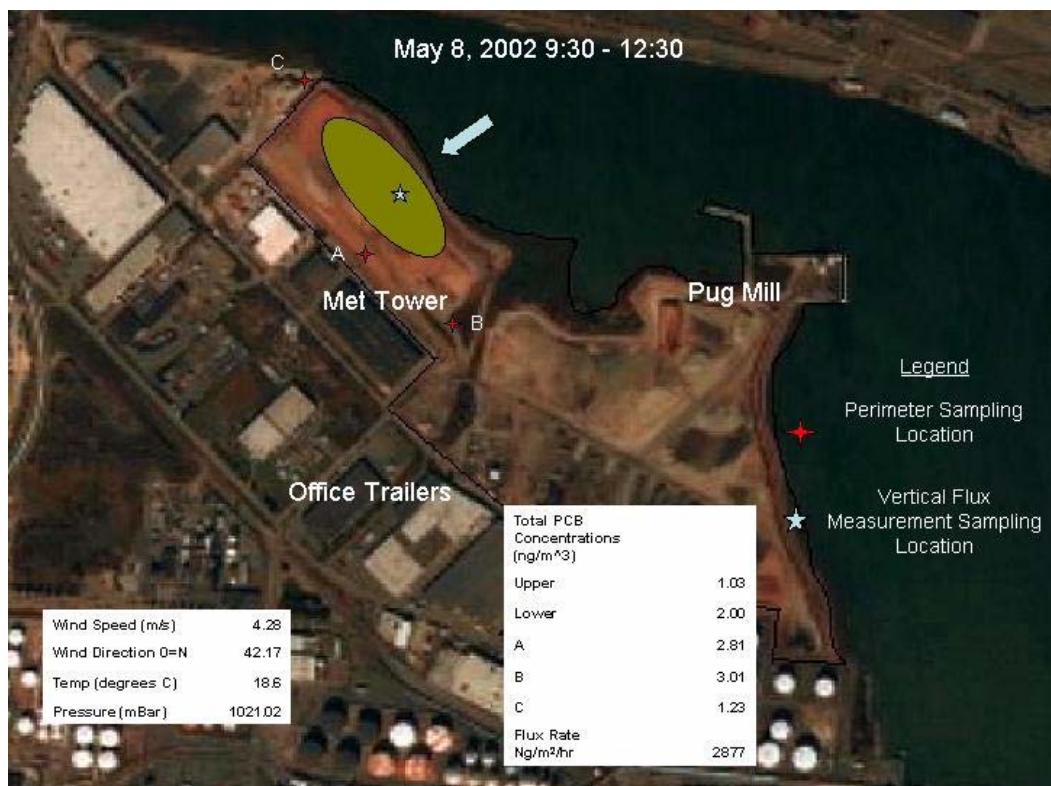 May 8, 2002 9:30 - 12:30
C
A
Met Tower
B
Pug Mill
Office Trailers
Legend
Perimeter Sampling
Location
Vertical Flux
Measurement Sampling
Location
Wind Speed (m/s) 4.28
Wind Direction 0=N 42.17
Temp (degrees C) 18.6
Pressure (mBar) 1021.02
Total PCB
Concentrations
(ng/m^3)
Upper 1.03
Lower 2.00
A 2.81
B 3.01
C 1.23
Flux Rate
Ng/m²/hr 2877